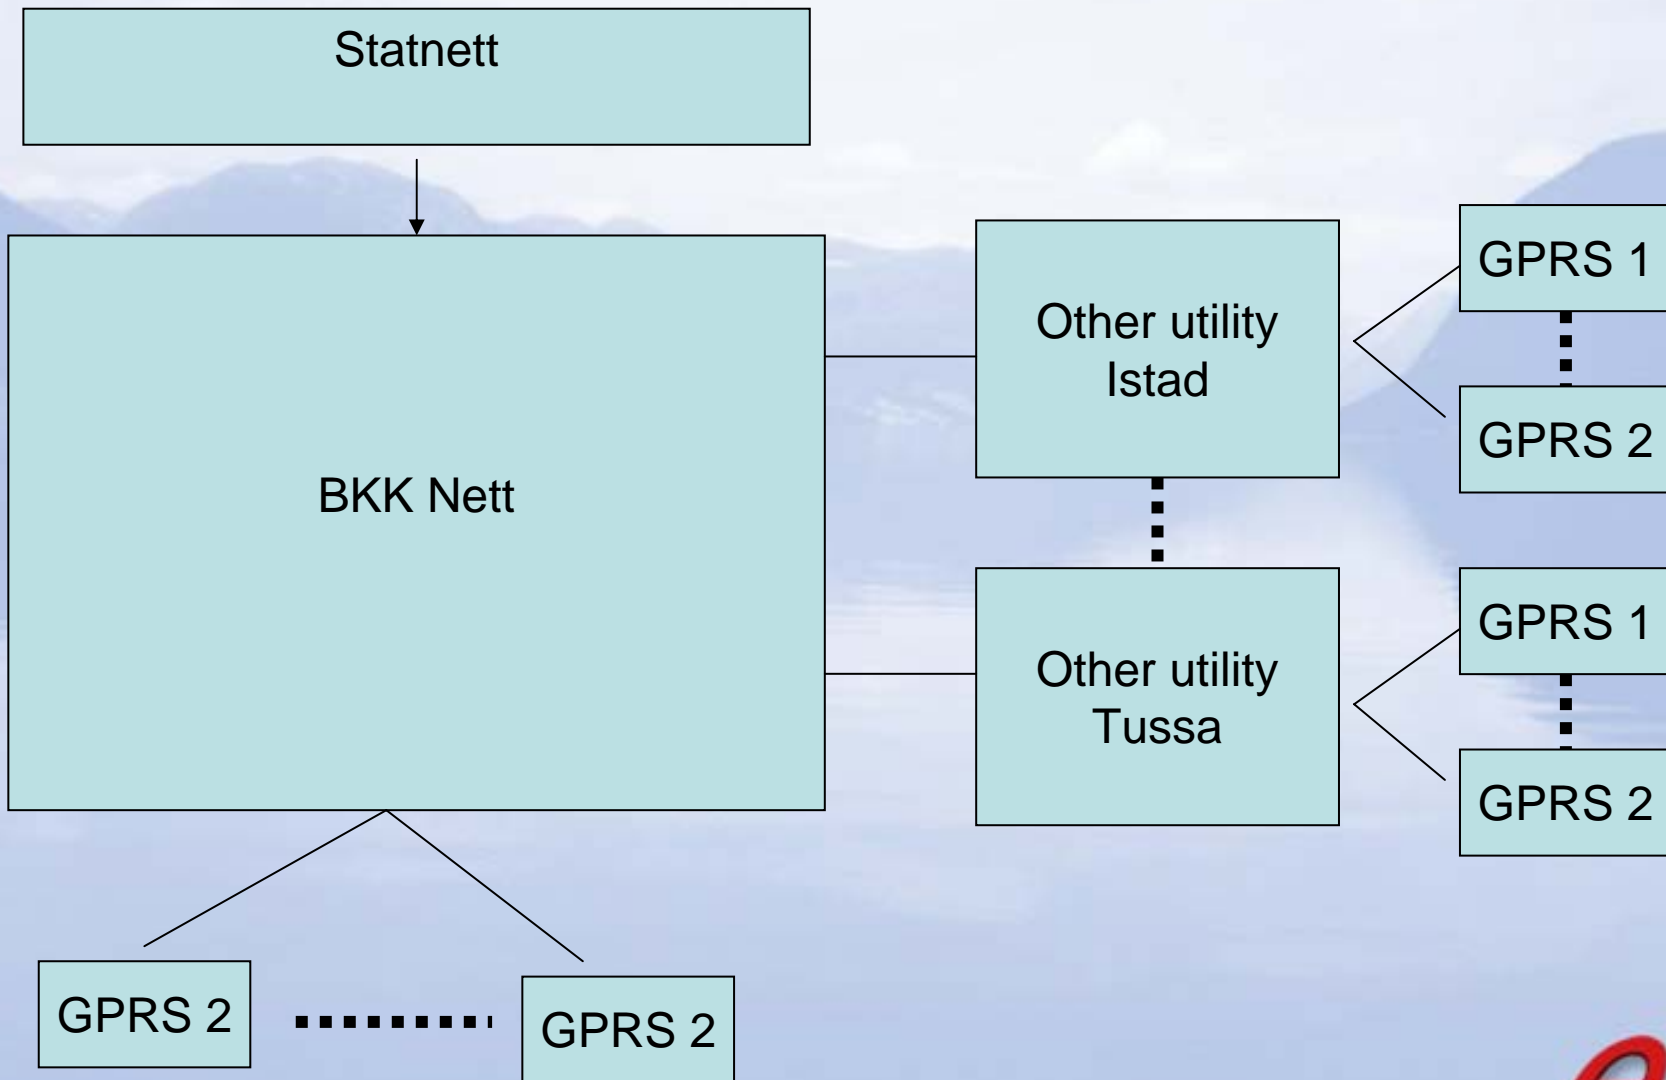 Statnett
BKK Nett
Other utility
Istad
GPRS 1
GPRS 2
Other utility
Tussa
GPRS 1
GPRS 2
GPRS 2
GPRS 2